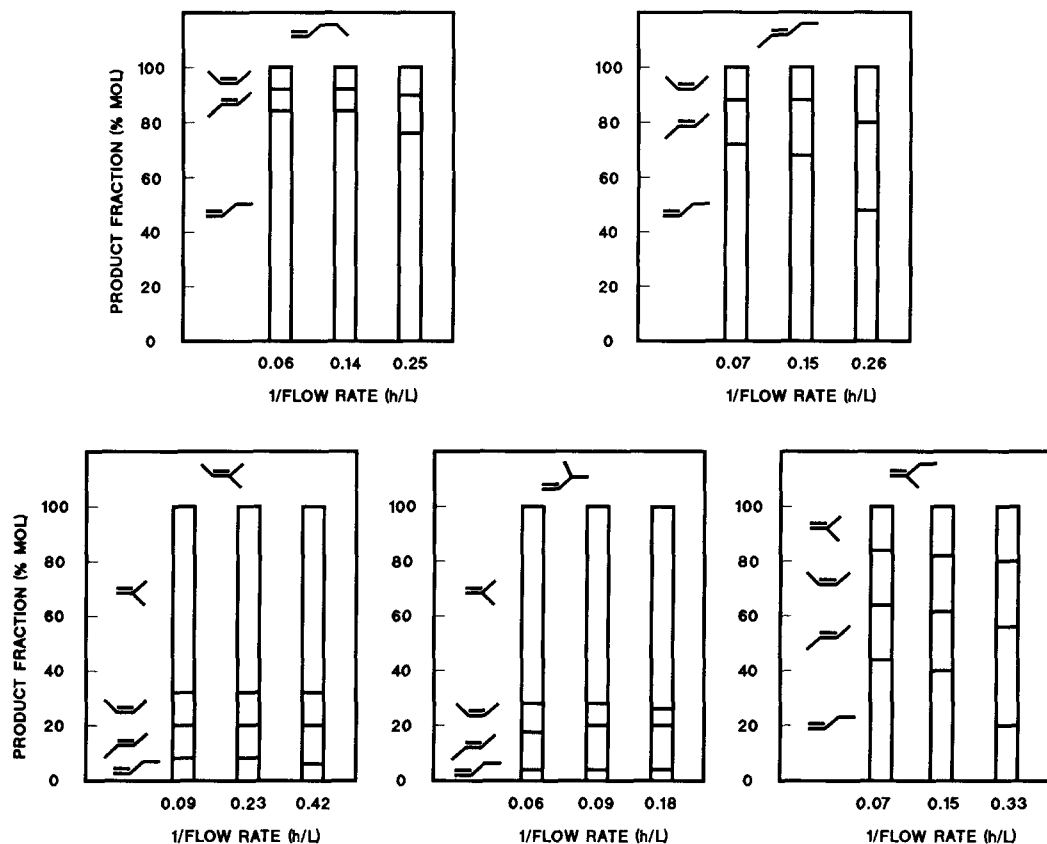 PRODUCT FRACTION (% MOL)
100
80
60
40
20
0
0.06 0.14 0.25
1/FLOW RATE (h/L)
100
80
60
40
20
0
0.07 0.15 0.26
1/FLOW RATE (h/L)
PRODUCT FRACTION (% MOL)
100
80
60
40
20
0
0.09 0.23 0.42
1/FLOW RATE (h/L)
100
80
60
40
20
0
0.06 0.09 0.18
1/FLOW RATE (h/L)
100
80
60
40
20
0
0.07 0.15 0.33
1/FLOW RATE (h/L)